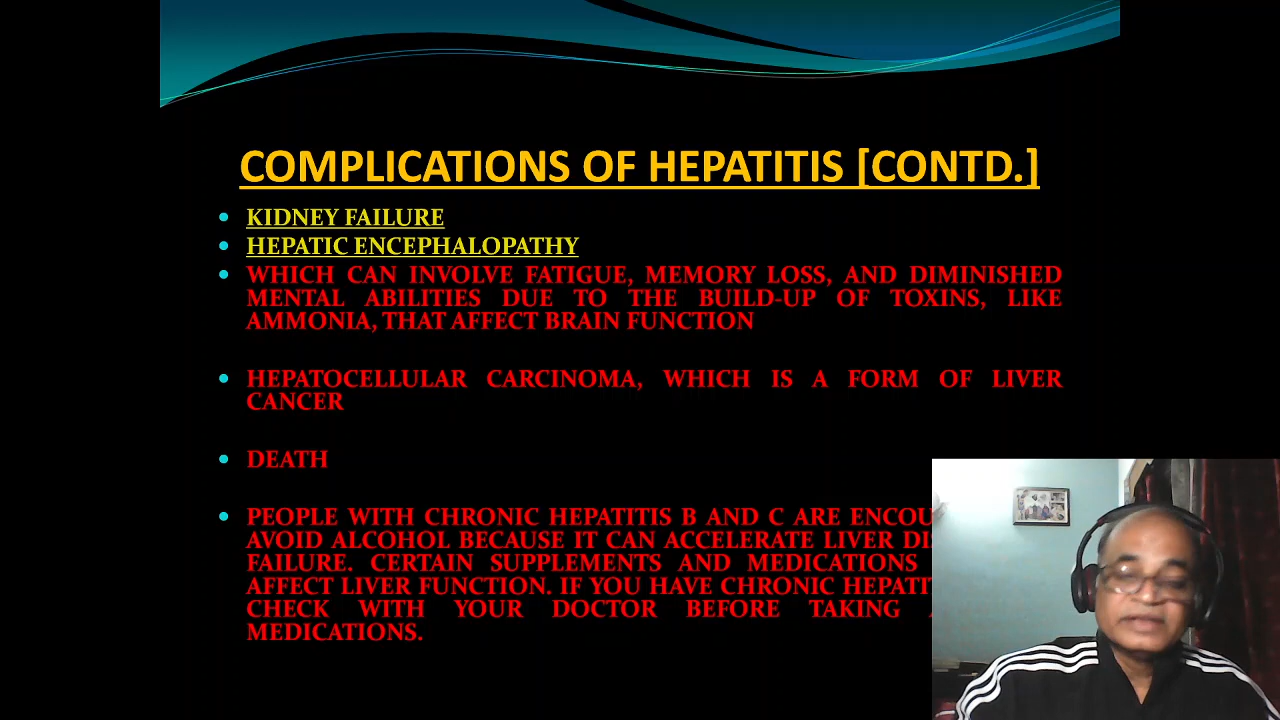 COMPLICATIONS OF HEPATITIS [CONTD.]
KIDNEY FAILURE
HEPATIC ENCEPHALOPATHY
WHICH CAN INVOLVE FATIGUE, MEMORY LOSS, AND DIMINISHED
MENTAL ABILITIES DUE TO THE BUILD-UP OF TOXINS, LIKE
AMMONIA, THAT AFFECT BRAIN FUNCTION
HEPATOCELLULAR CARCINOMA, WHICH IS A FORM OF LIVER
CANCER
DEATH
PEOPLE WITH CHRONIC HEPATITIS B AND C ARE
AVOID ALCOHOL BECAUSE IT CAN ACCELERATE LIVER
FAILURE. CERTAIN SUPPLEMENTS AND MEDICATIONS
AFFECT LIVER FUNCTION. IF YOU HAVE CHRONIC
CHECK WITH YOUR DOCTOR BEFORE TAKING
MEDICATIONS.